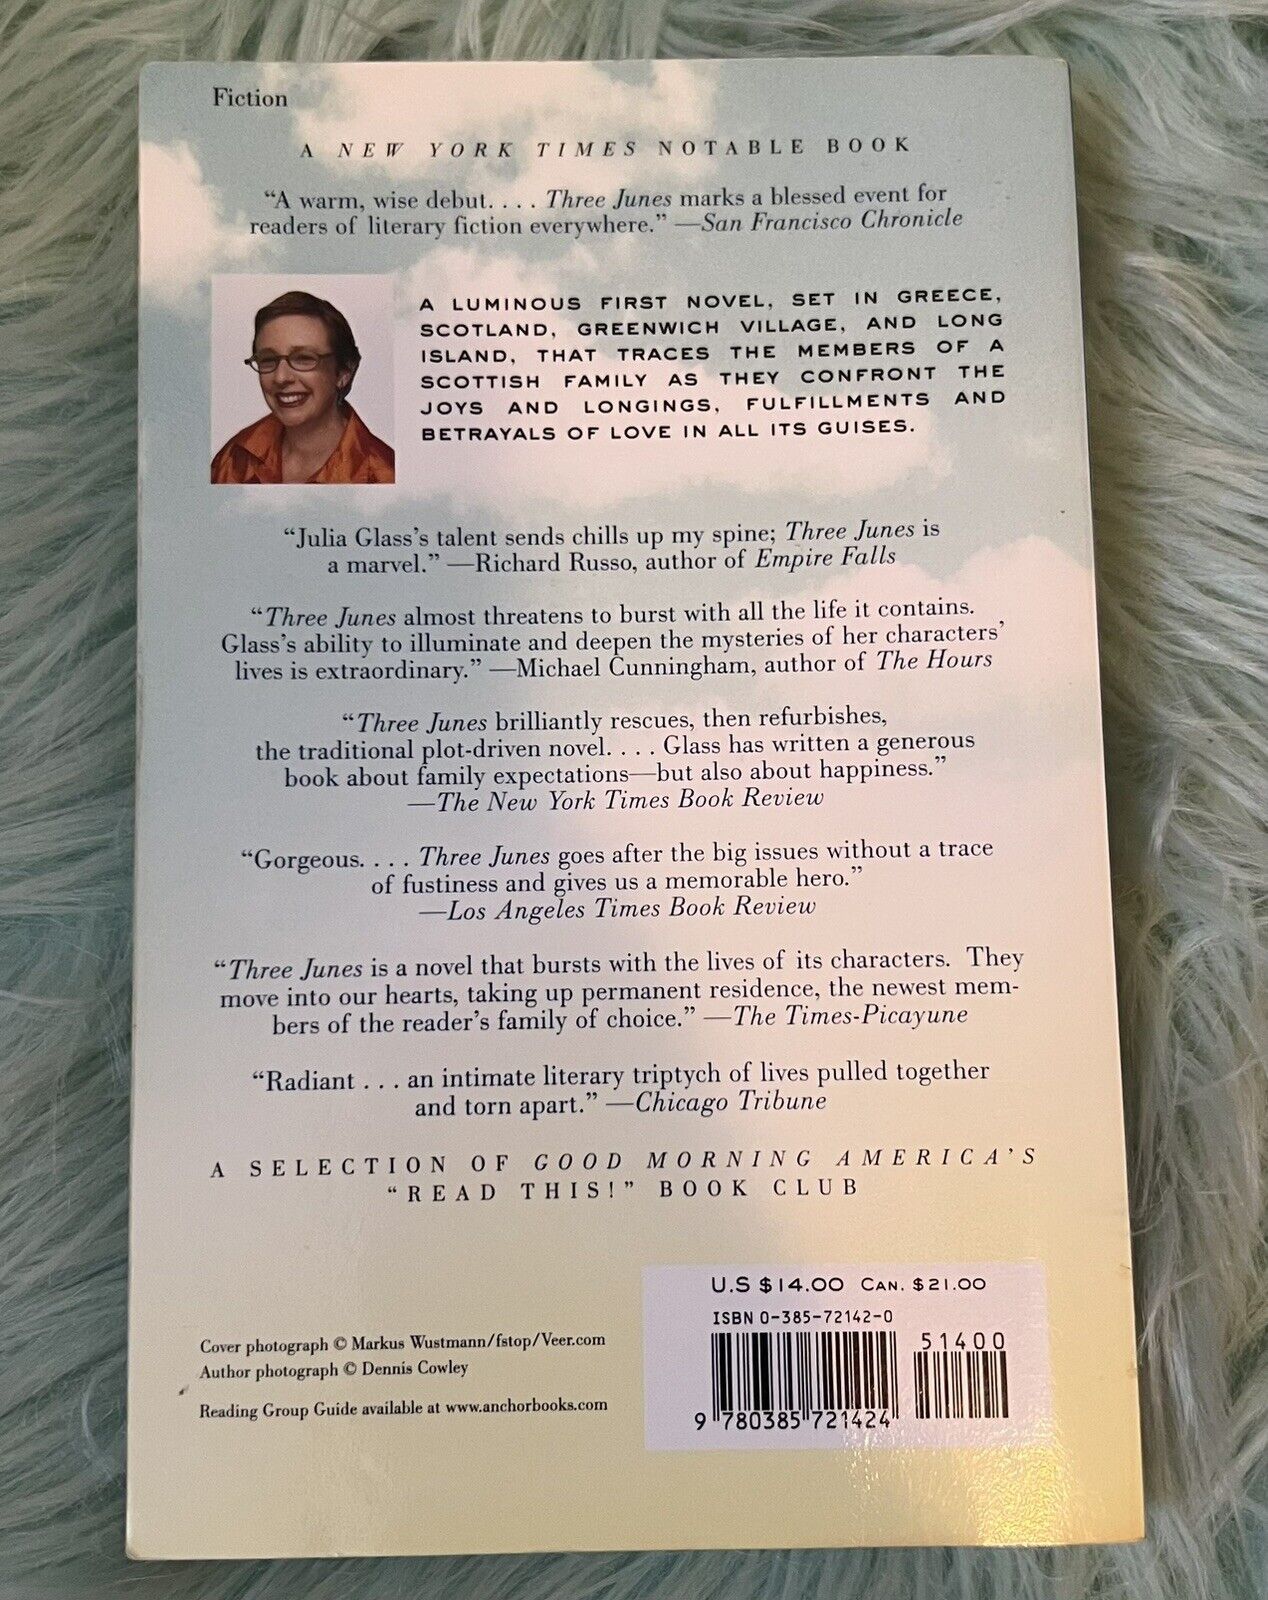 Fiction
A NEW YORK TIMES NOTABLE BOOK
“A warm, wise debut. . . . Three Junes marks a blessed event for
readers of literary fiction everywhere.” —San Francisco Chronicle
A LUMINOUS FIRST NOVEL, SET IN GREECE,
SCOTLAND, GREENWICH VILLAGE, AND LONG
ISLAND, THAT TRACES THE MEMBERS OF A
SCOTTISH FAMILY AS THEY CONFRONT THE
JOYS AND LONGINGS, FULFILLMENTS AND
BETRAYALS OF LOVE IN ALL ITS GUISES.
“Julia Glass’s talent sends chills up my spine; Three Junes is
a marvel.” —Richard Russo, author of Empire Falls
“Three Junes almost threatens to burst with all the life it contains.
Glass’s ability to illuminate and deepen the mysteries of her characters’
lives is extraordinary.” —Michael Cunningham, author of The Hours
“Three Junes brilliantly rescues, then refurbishes,
the traditional plot-driven novel. . . . Glass has written a generous
book about family expectations—but also about happiness.”
—The New York Times Book Review
“Gorgeous. . . . Three Junes goes after the big issues without a trace
of fustiness and gives us a memorable hero.”
—Los Angeles Times Book Review
“Three Junes is a novel that bursts with the lives of its characters. They
move into our hearts, taking up permanent residence, the newest mem-
bers of the reader’s family of choice.” —The Times-Picayune
“Radiant . . . an intimate literary triptych of lives pulled together
and torn apart.” —Chicago Tribune
A SELECTION OF GOOD MORNING AMERICA’S
“READ THIS!” BOOK CLUB
U.S $14.00 CAN. $21.00
ISBN 0-385-72142-0
51400
9 780385 721424
Cover photograph © Markus Wustmann/fstop/Veer.com
Author photograph © Dennis Cowley
Reading Group Guide available at www.anchorbooks.com